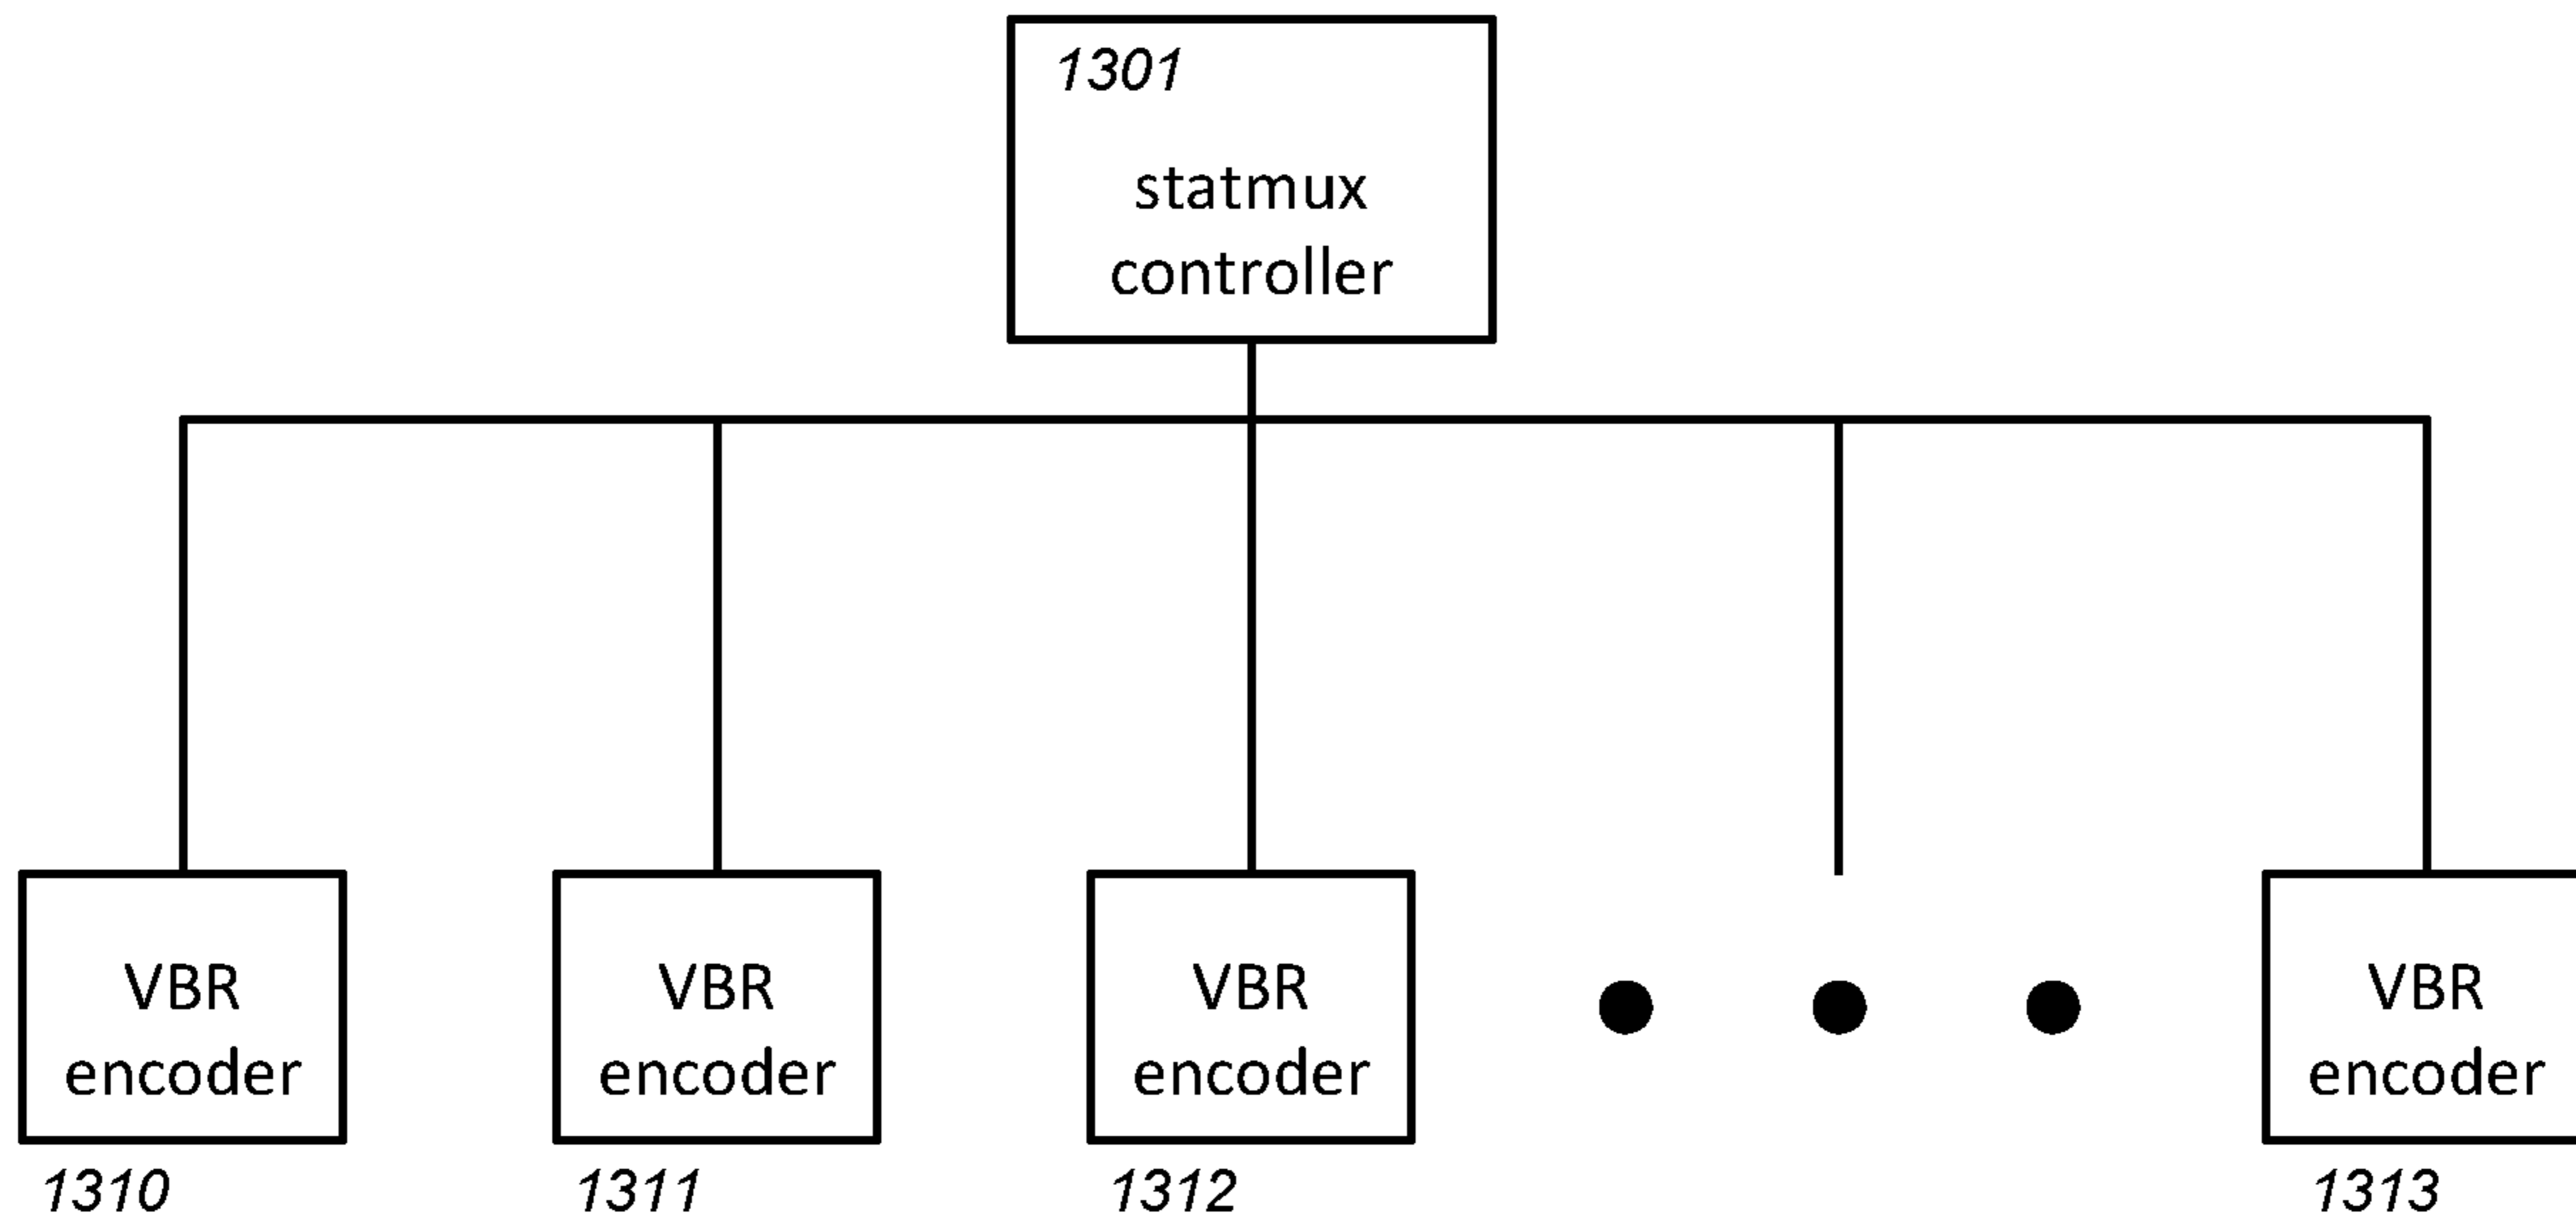 1301
statmux
controller
VBR
encoder
1310
VBR
encoder
1311
VBR
encoder
1312
VBR
encoder
1313